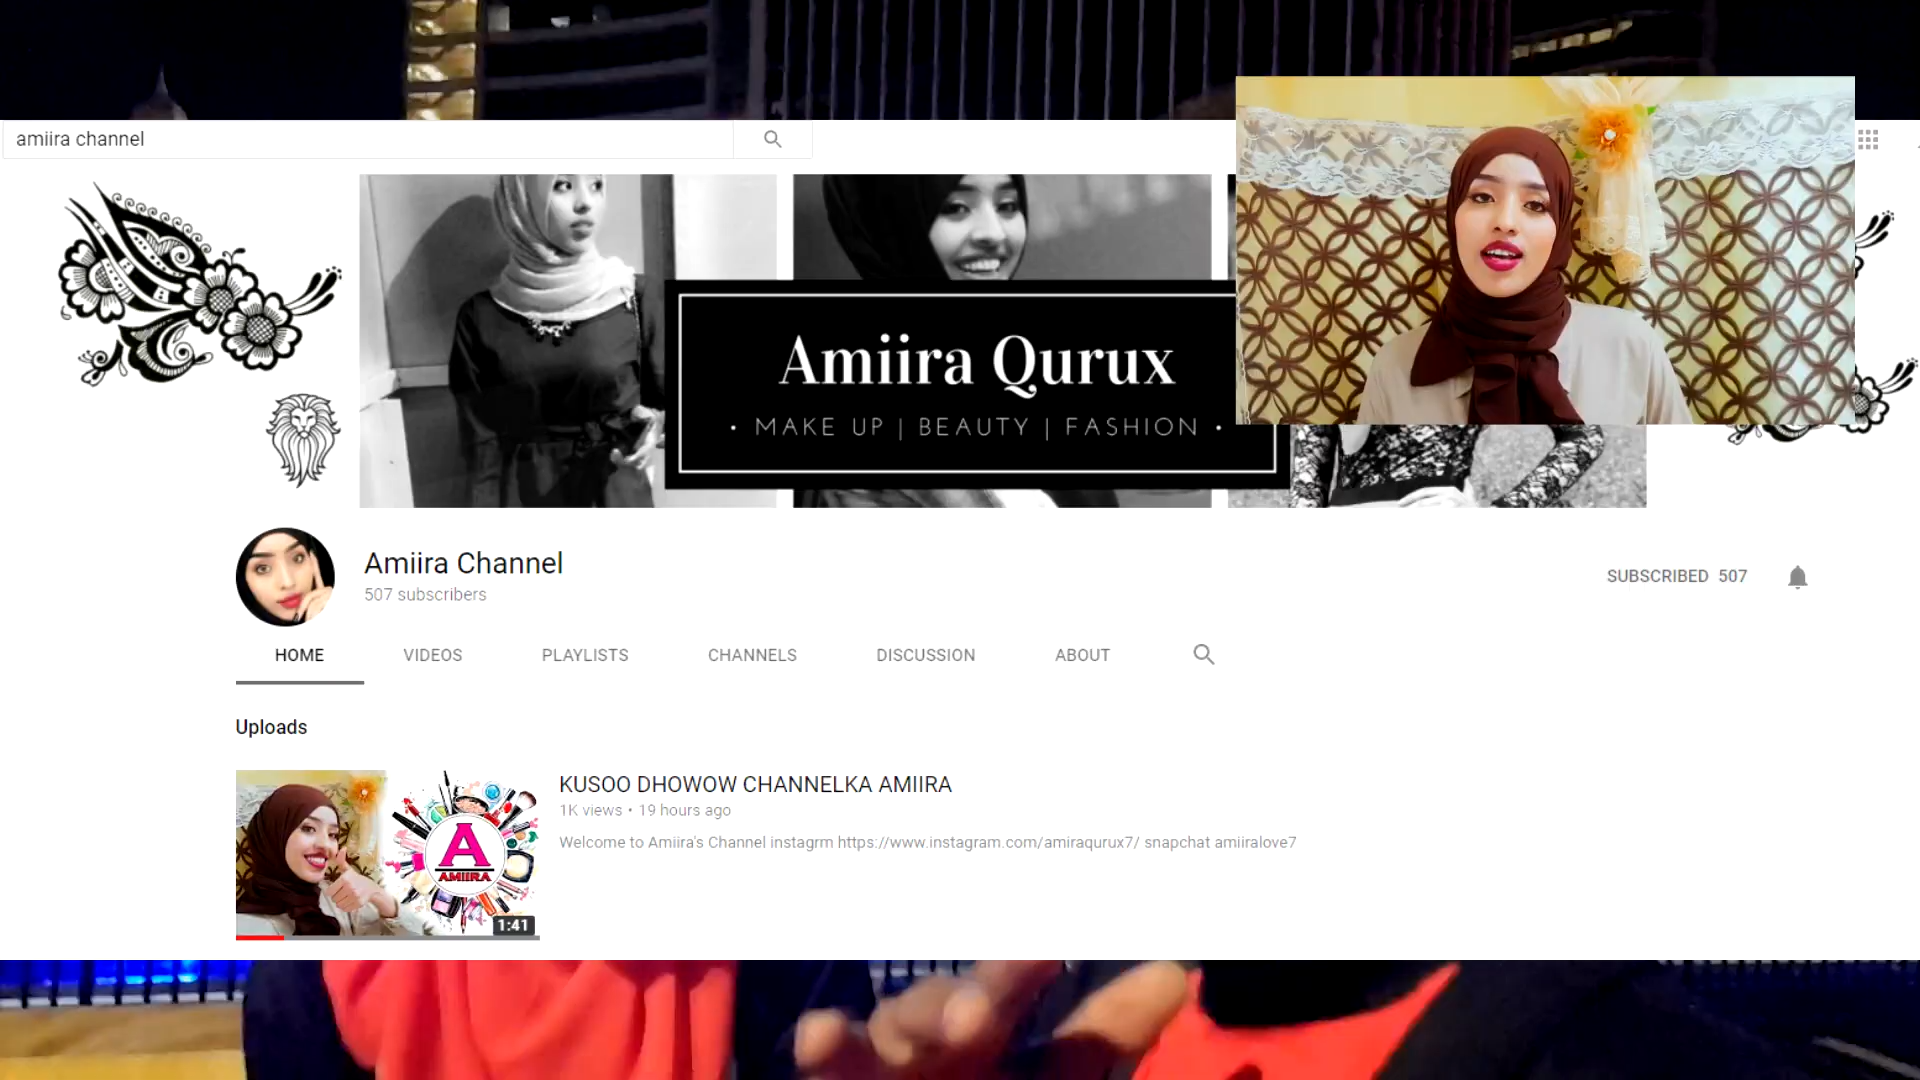 amiira channel
Amiira Qurux
• MAKE UP | BEAUTY | FASHION •
Amiira Channel
507 subscribers
SUBSCRIBED 507
HOME
VIDEOS
PLAYLISTS
CHANNELS
DISCUSSION
ABOUT
Uploads
A
AMIIRA
1:41
KUSOO DHOWOW CHANNELKA AMIIRA
1K views • 19 hours ago
Welcome to Amiira's Channel instagrm https://www.instagram.com/amiraqurux7/ snapchat amiiralove7